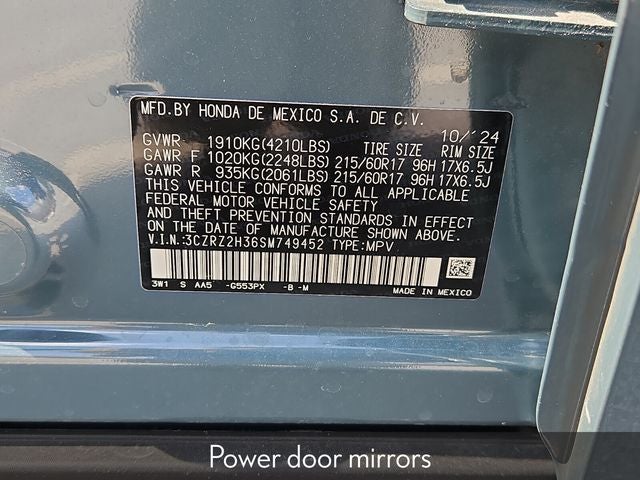 MFD.BY HONDA DE MEXICO S.A. DE C.V.
10/'24
GVWR 1910KG(4210LBS) TIRE SIZE RIM SIZE
GAWR F 1020KG(2248LBS) 215/60R17 96H 17X6.5J
GAWR R 935KG(2061LBS) 215/60R17 96H 17X6.5J
THIS VEHICLE CONFORMS TO ALL APPLICABLE
FEDERAL MOTOR VEHICLE SAFETY
AND THEFT PREVENTION STANDARDS IN EFFECT
ON THE DATE OF MANUFACTURE SHOWN ABOVE.
V.I.N.:3CZRZ2H36SM749452 TYPE:MPV
3W1 S AA5 -G553PX -B -M MADE IN MEXICO
Power door mirrors